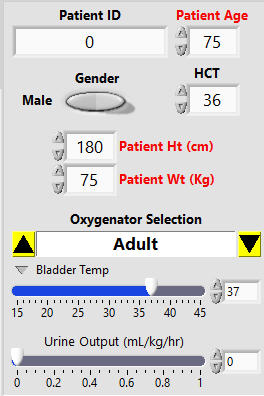 Patient ID Patient Age
0 75
Gender HCT
Male 36
180 Patient Ht (cm)
75 Patient Wt (Kg)
Oxygenator Selection
Adult
Bladder Temp
37
15 20 25 30 35 40 45
Urine Output (mL/kg/hr)
0
0 0.2 0.4 0.6 0.8 1